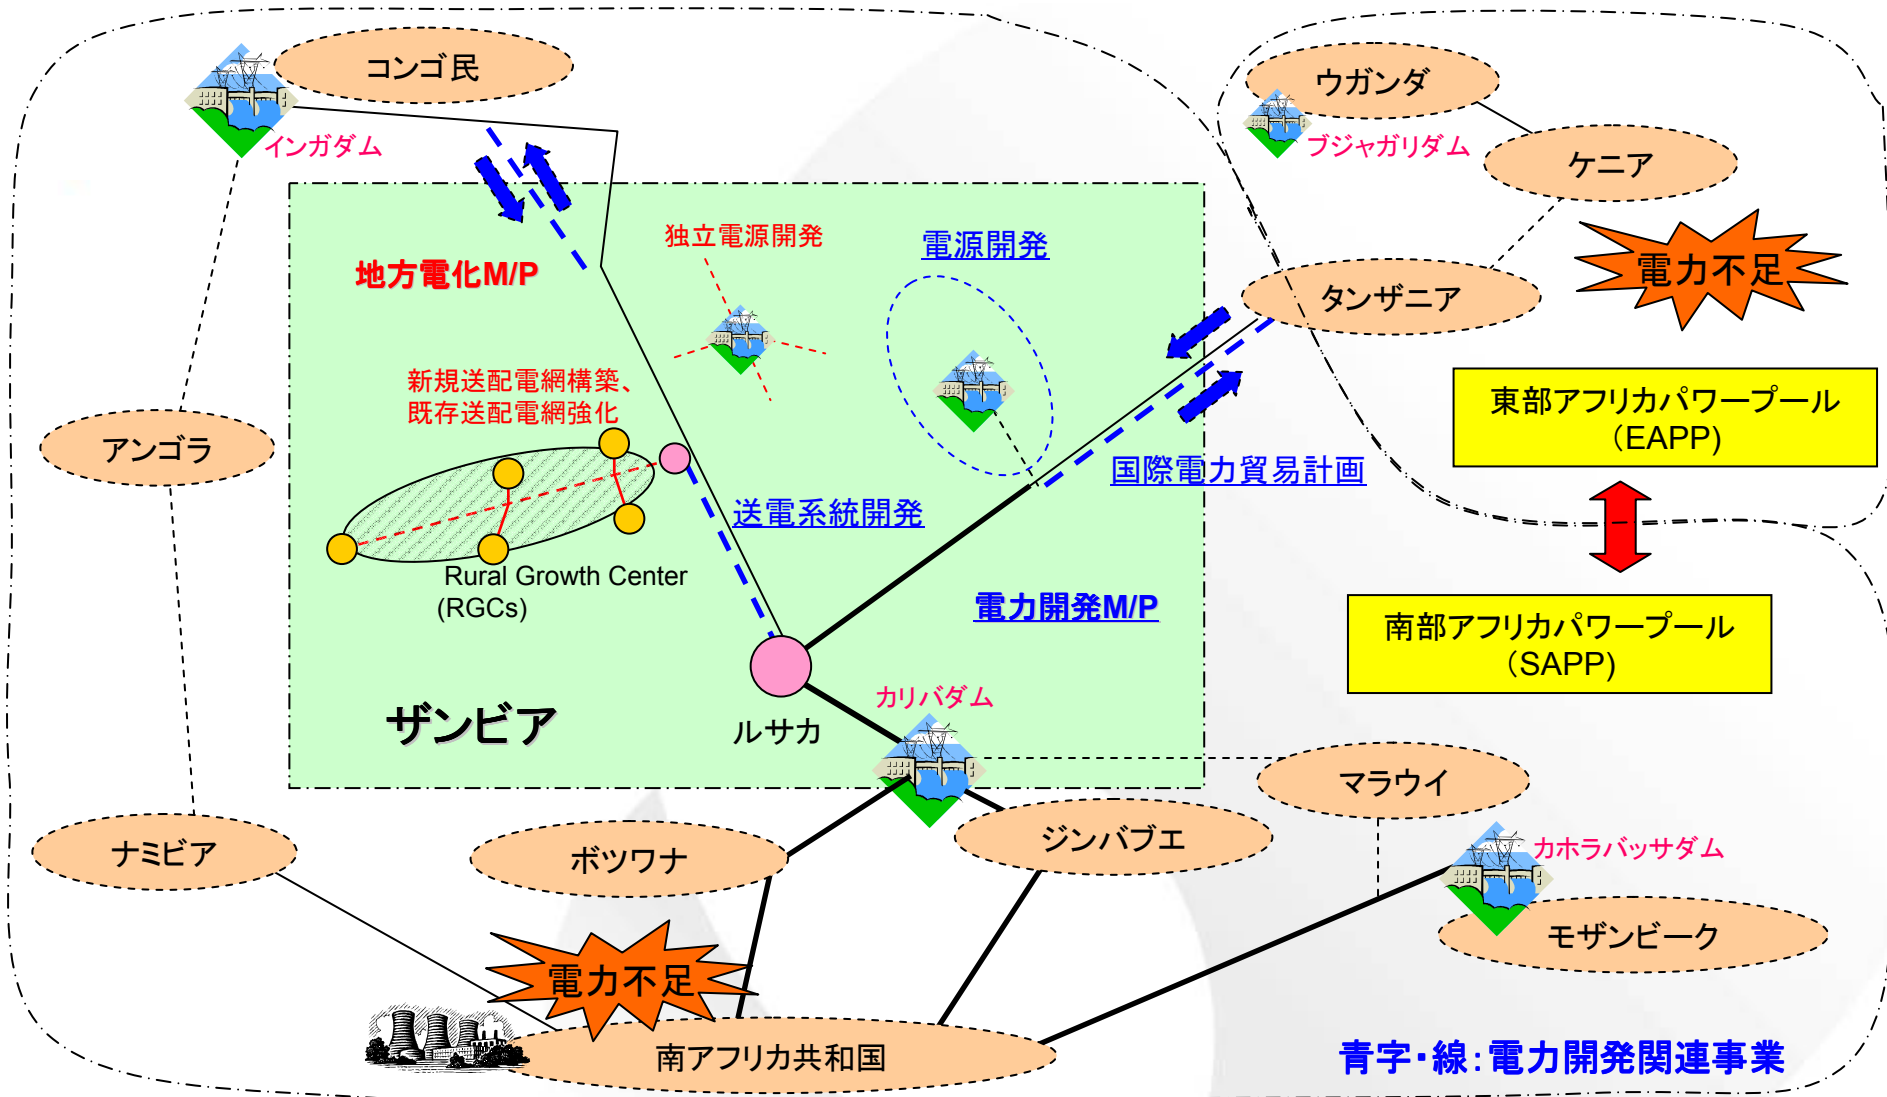 コンゴ民
インガダム
ウガンダ
ブジャガリダム
ケニア
電力不足
タンザニア
地方電化M/P
独立電源開発
電源開発
新規送配電網構築、
既存送配電網強化
東部アフリカパワープール
（EAPP)
国際電力貿易計画
アンゴラ
送電系統開発
Rural Growth Center
(RGCs)
電力開発M/P
南部アフリカパワープール
（SAPP)
ザンビア
ルサカ
カリバダム
マラウイ
ナミビア
ボツワナ
ジンバブエ
カホラバッサダム
モザンビーク
電力不足
南アフリカ共和国
青字・線：電力開発関連事業